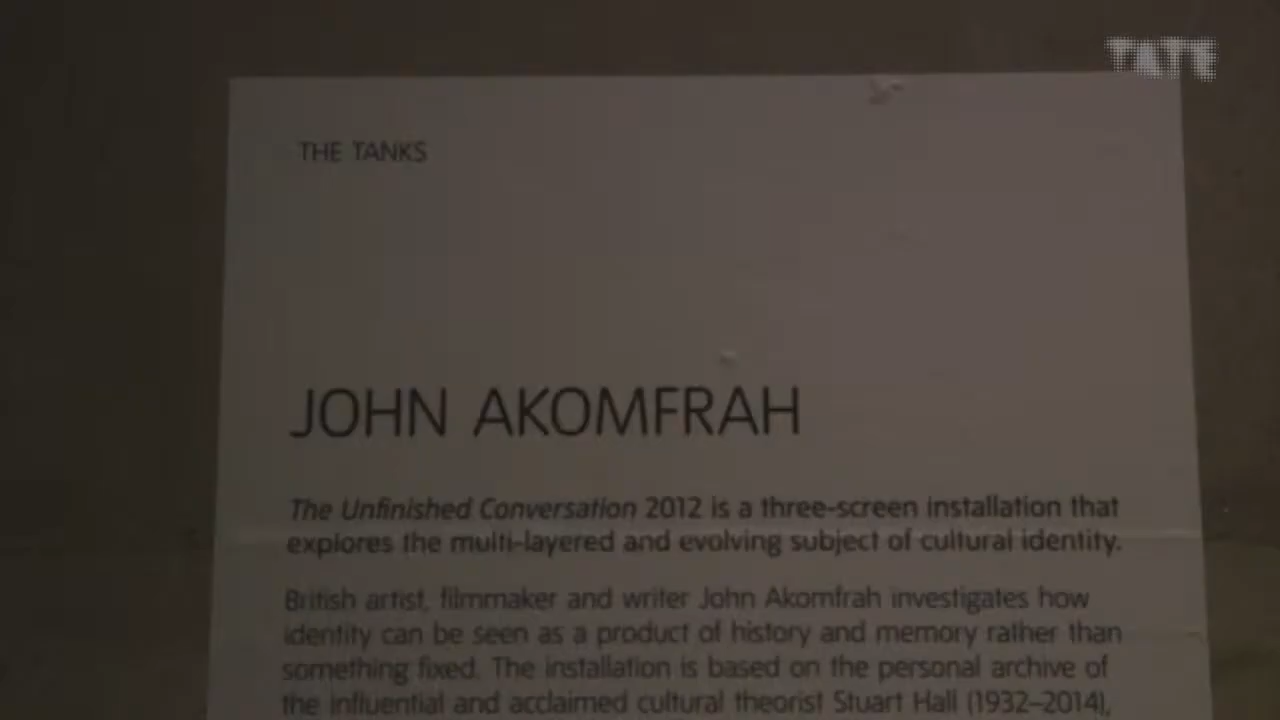 TATE
THE TANKS
JOHN AKOMFRAH
The Unfinished Conversation 2012 is a three-screen installation that
explores the multi-layered and evolving subject of cultural identity.
British artist, filmmaker and writer John Akomfrah investigates how
identity can be seen as a product of history and memory rather than
something fixed. The installation is based on the personal archive of
the influential and acclaimed cultural theorist Stuart Hall (1932–2014),